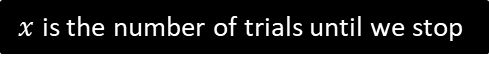 x is the number of trials until we stop